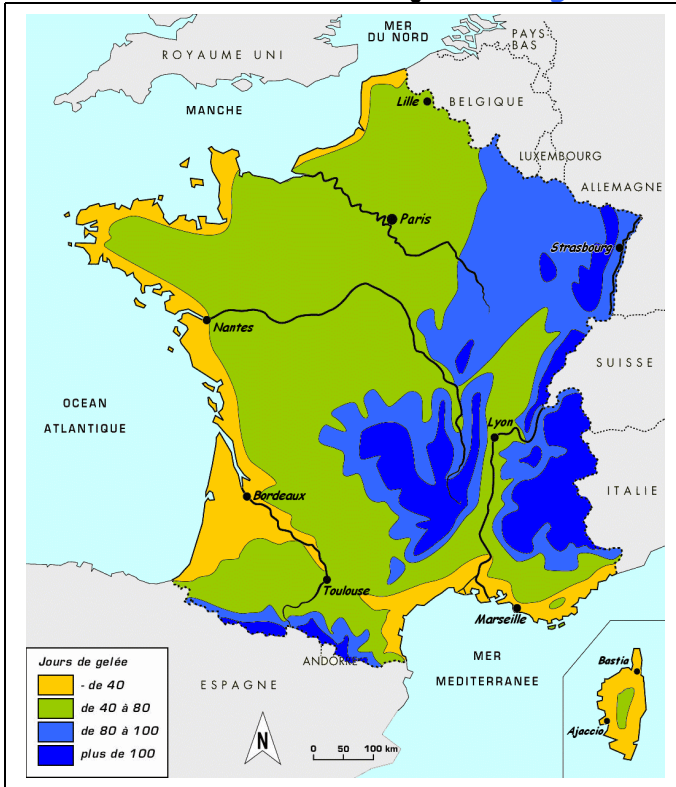 MER
DU NORD
PAYS
BAS
ROYAUME UNI
MANCHE
Lille
BELGIQUE
LUXEMBOURG
ALLEMAGNE
Paris
Strasbourg
Nantes
SUISSE
OCEAN
ATLANTIQUE
Lyon
ITALIE
Bordeaux
Toulouse
Marseille
ANDORRE
MER
MEDITERRANEE
ESPAGNE
Bastia
Ajaccio
Jours de gelée
- de 40
de 40 à 80
de 80 à 100
plus de 100
N
0 50 100 km